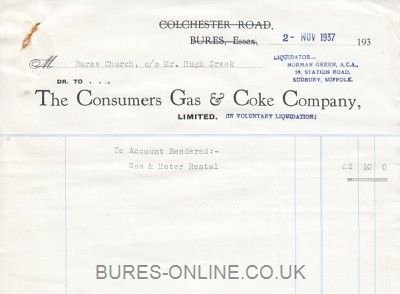 COLCHESTER ROAD,
BURES, Essex.
2- NOV 1937
193
LIQUIDATOR—
NORMAN GREEN, A.C.A.,
STATION ROAD,
SUDBURY, SUFFOLK.
M Bures Church, c/o Mr. Hugh Creek
DR. TO . . .
The Consumers Gas & Coke Company,
LIMITED. (IN VOLUNTARY LIQUIDATION)
To Account Rendered:-
Gas & Meter Rental
£2 10 0
BURES-ONLINE.CO.UK